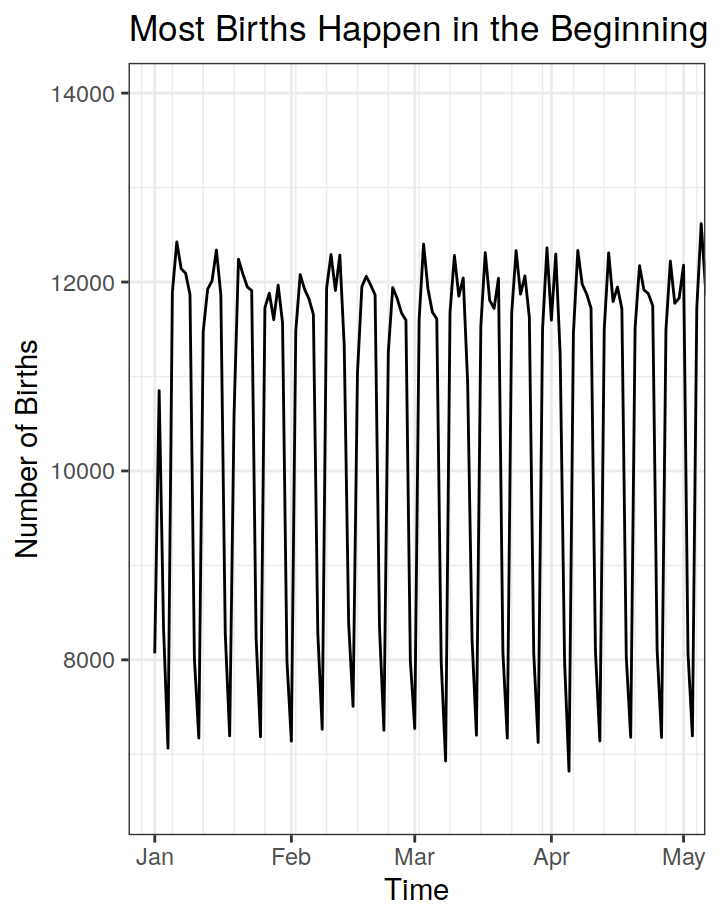 Most Births Happen in the Beginning
14000
12000
10000
8000
Number of Births
Jan
Feb
Mar
Apr
May
Time